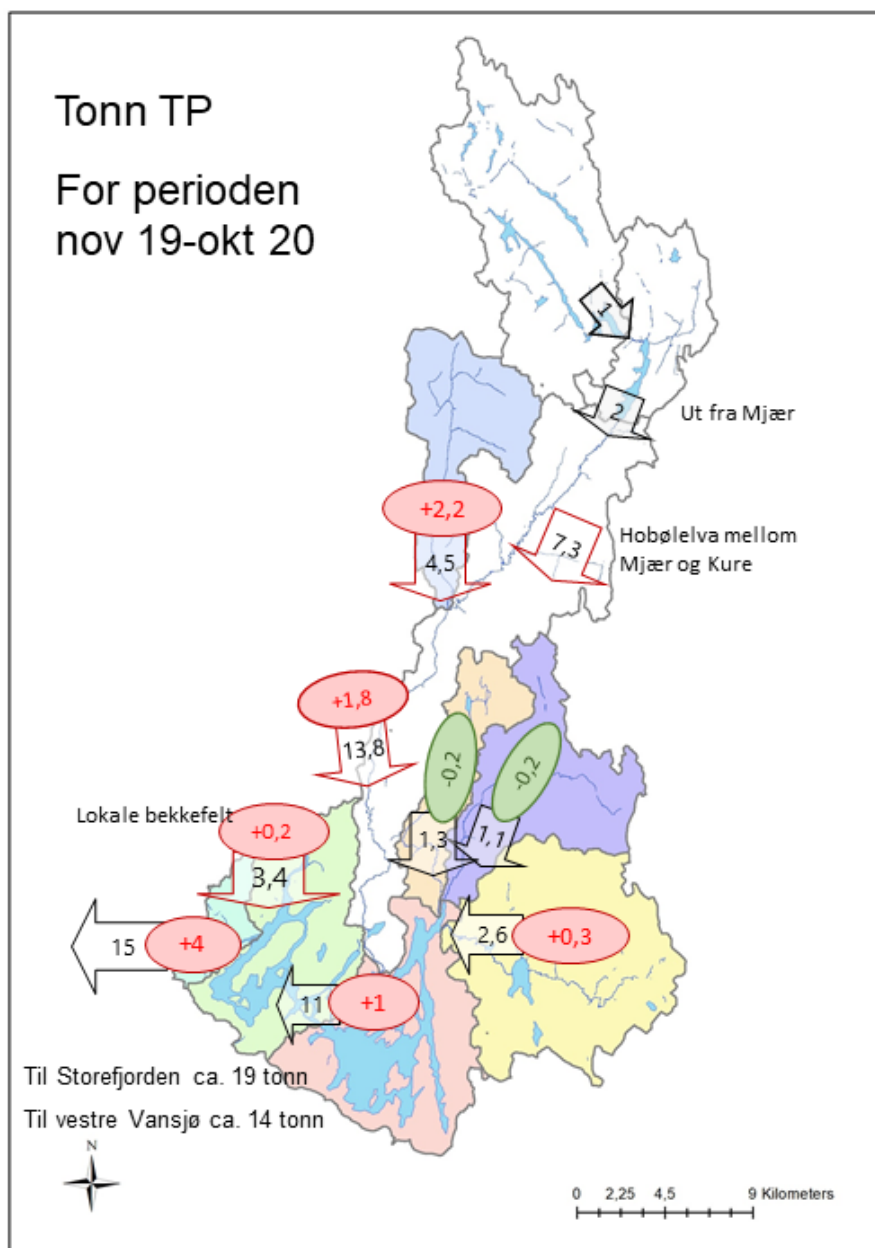 Tonn TP
For perioden
nov 19-okt 20
1
2
Ut fra Mjær
+2,2
4,5
7,3
Hobølelva mellom
Mjær og Kure
+1,8
13,8
-0,2
-0,2
Lokale bekkefelt
+0,2
1,3
1,1
3,4
15
+4
2,6
+0,3
11
+1
Til Storefjorden ca. 19 tonn
Til vestre Vansjø ca. 14 tonn
N
0 2,25 4,5 9 Kilometers